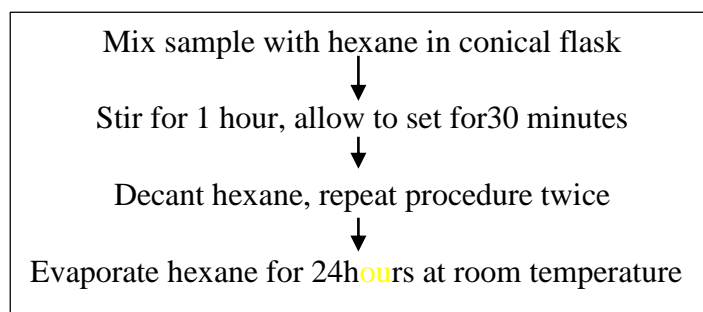 Mix sample with hexane in conical flask
Stir for 1 hour, allow to set for30 minutes
Decant hexane, repeat procedure twice
Evaporate hexane for 24hours at room temperature